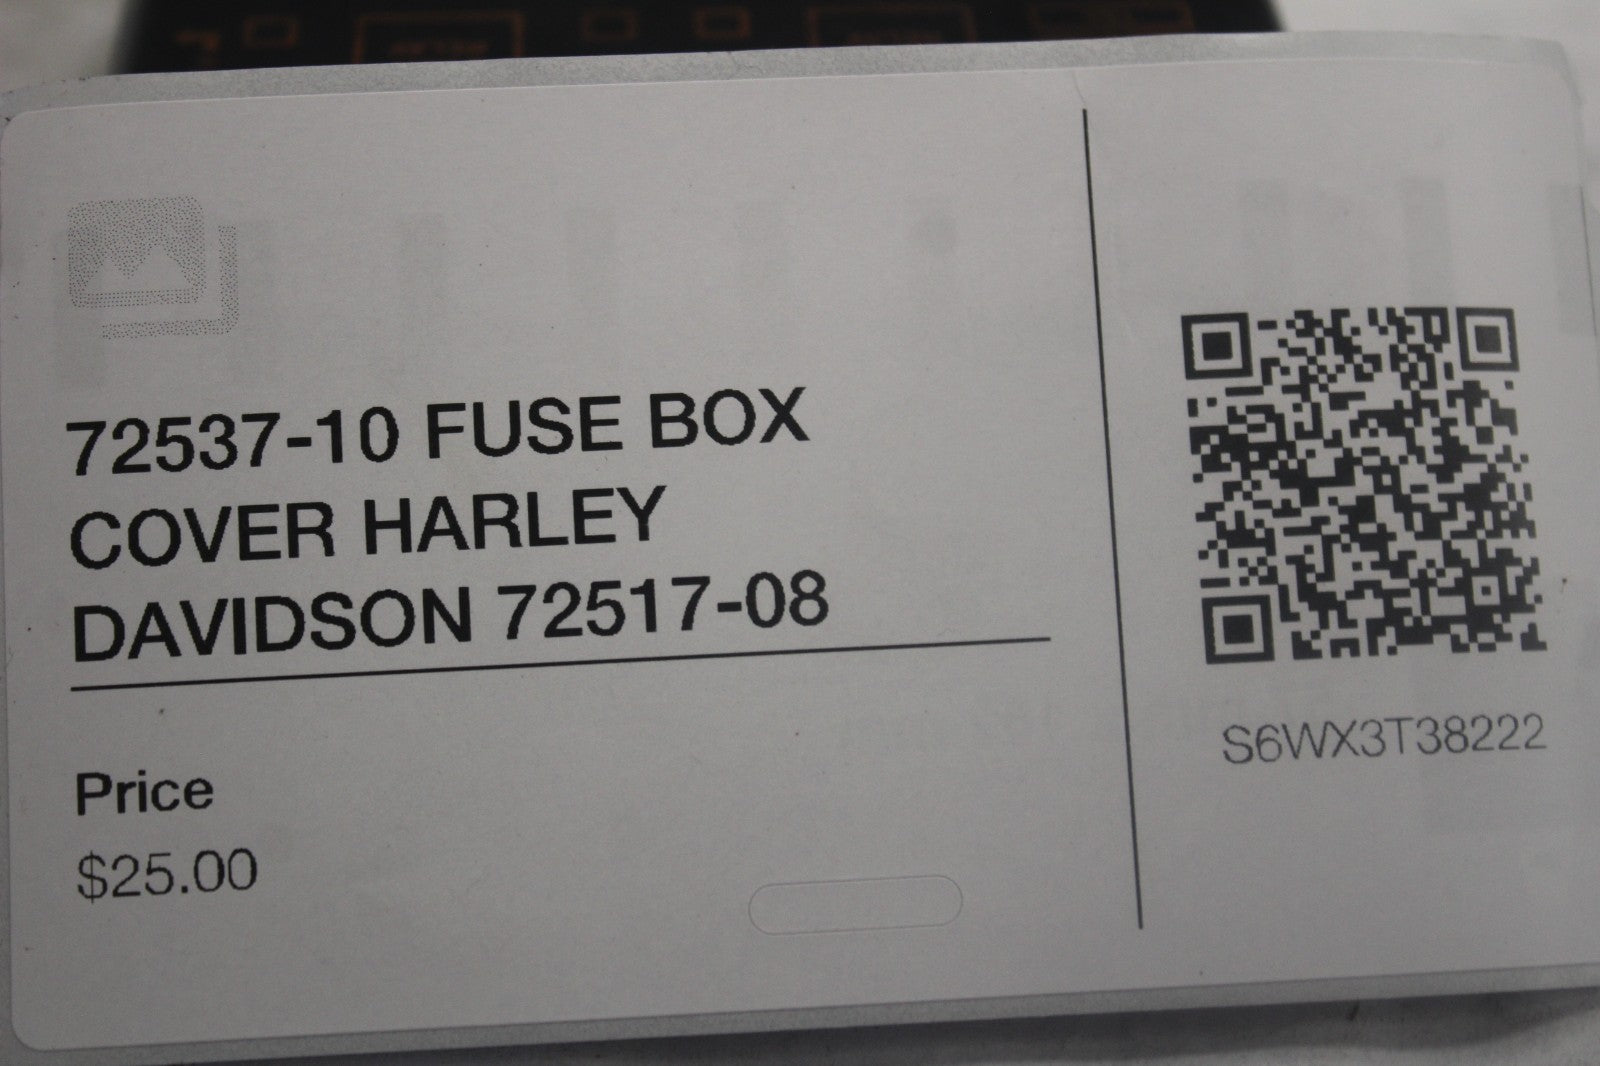 72537-10 FUSE BOX
COVER HARLEY
DAVIDSON 72517-08
Price
$25.00
S6WX3T38222